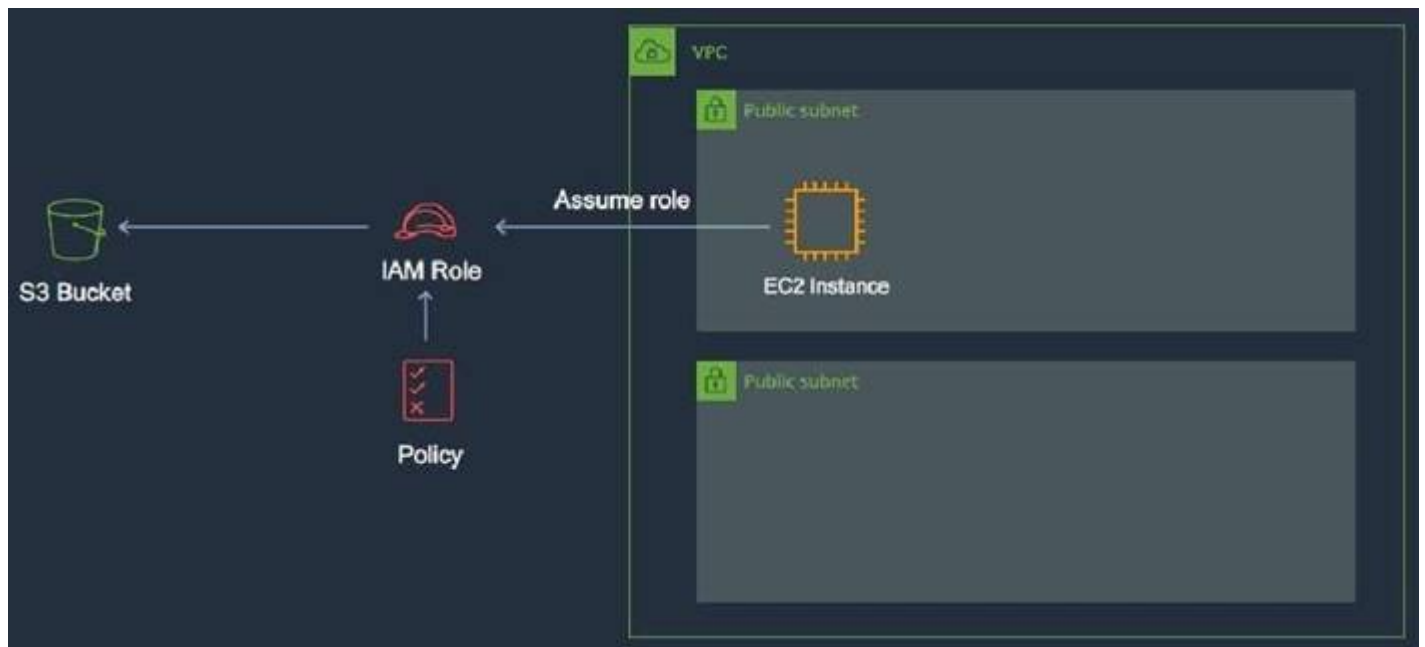 VPC
Public subnet
Assume role
EC2 Instance
IAM Role
S3 Bucket
Public subnet
Policy